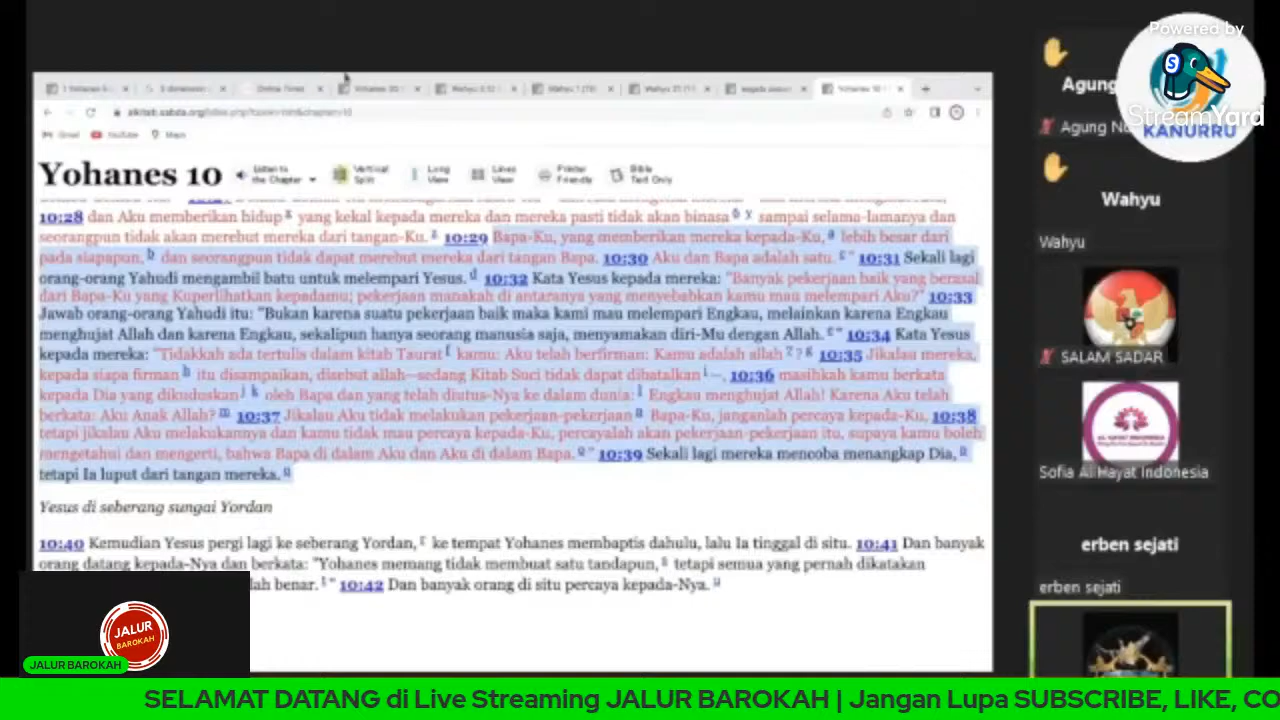 Powered by
StreamYard
KANURRU
Yohanes 10
Listen to
the Chapter
Vertical
Split
Long
View
Lines
View
Printer
Friendly
Bible
Text Only
10:28 dan Aku memberikan hidup yang kekal kepada mereka dan mereka pasti tidak akan binasa sampai selama-lamanya dan
seorangpun tidak akan merebut mereka dari tangan-Ku. 10:29 Bapa-Ku, yang memberikan mereka kepada-Ku, lebih besar dari
pada siapapun, dan seorangpun tidak dapat merebut mereka dari tangan Bapa. 10:30 Aku dan Bapa adalah satu." 10:31 Sekali lagi
orang-orang Yahudi mengambil batu untuk melempari Yesus. 10:32 Kata Yesus kepada mereka: "Banyak pekerjaan baik yang berasal
dari Bapa-Ku yang Kuperlihatkan kepadamu; pekerjaan manakah di antaranya yang menyebabkan kamu mau melempari Aku?" 10:33
Jawab orang-orang Yahudi itu: "Bukan karena suatu pekerjaan baik maka kami mau melempari Engkau, melainkan karena Engkau
menghujat Allah dan karena Engkau, sekalipun hanya seorang manusia saja, menyamakan diri-Mu dengan Allah." 10:34 Kata Yesus
kepada mereka: "Tidakkah ada tertulis dalam kitab Taurat kamu: Aku telah berfirman: Kamu adalah allah? 10:35 Jikalau mereka,
kepada siapa firman itu disampaikan, disebut allah—sedang Kitab Suci tidak dapat dibatalkan—, 10:36 masihkah kamu berkata
kepada Dia yang dikuduskan oleh Bapa dan yang telah diutus-Nya ke dalam dunia: Engkau menghujat Allah! Karena Aku telah
berkata: Aku Anak Allah? 10:37 Jikalau Aku tidak melakukan pekerjaan-pekerjaan Bapa-Ku, janganlah percaya kepada-Ku, 10:38
tetapi jikalau Aku melakukannya dan kamu tidak mau percaya kepada-Ku, percayalah akan pekerjaan-pekerjaan itu, supaya kamu boleh
mengetahui dan mengerti, bahwa Bapa di dalam Aku dan Aku di dalam Bapa." 10:39 Sekali lagi mereka mencoba menangkap Dia,
tetapi Ia luput dari tangan mereka.
Yesus di seberang sungai Yordan
10:40 Kemudian Yesus pergi lagi ke seberang Yordan, ke tempat Yohanes membaptis dahulu, lalu Ia tinggal di situ. 10:41 Dan banyak
orang datang kepada-Nya dan berkata: "Yohanes memang tidak membuat satu tandapun, tetapi semua yang pernah dikatakan
lah benar." 10:42 Dan banyak orang di situ percaya kepada-Nya.
Agung
Agung No
Wahyu
Wahyu
SALAM SADAR
Sofia Al Hayat Indonesia
erben sejati
erben sejati
JALUR
BAROKAH
JALUR BAROKAH
SELAMAT DATANG di Live Streaming JALUR BAROKAH | Jangan Lupa SUBSCRIBE, LIKE, CO